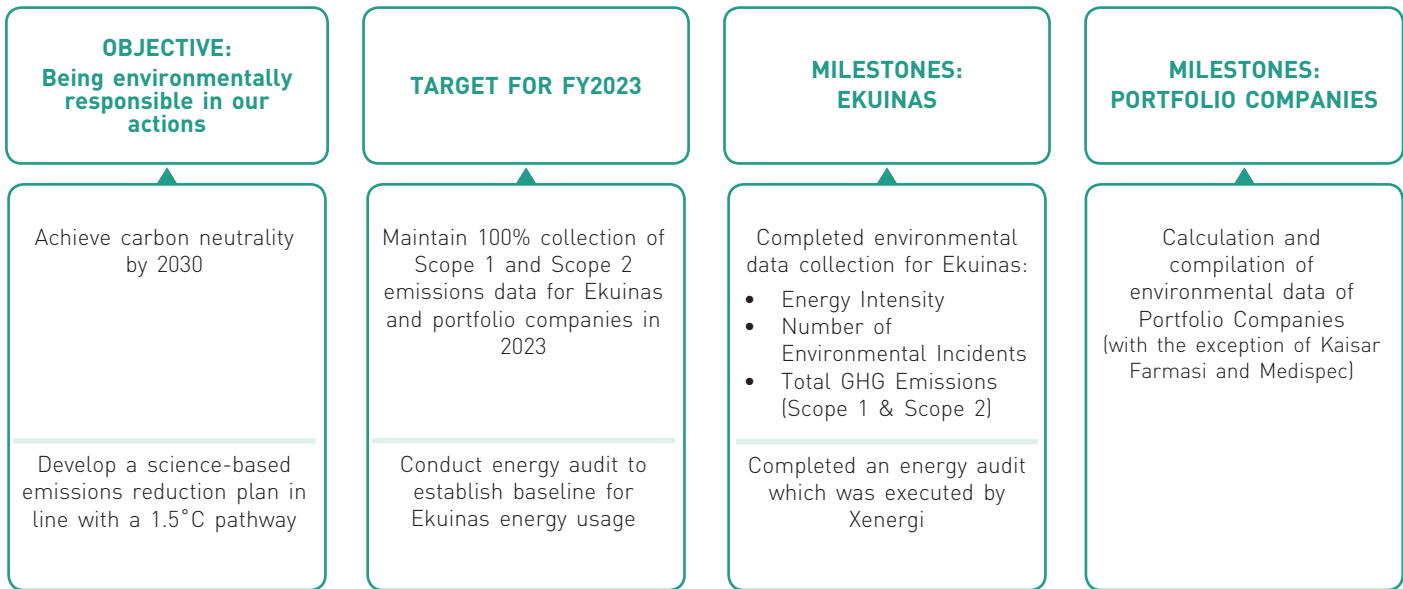 OBJECTIVE:
Being environmentally
responsible in our
actions
Achieve carbon neutrality
by 2030
Develop a science-based
emissions reduction plan in
line with a 1.5˚C pathway
TARGET FOR FY2023
Maintain 100% collection of
Scope 1 and Scope 2
emissions data for Ekuinas
and portfolio companies in
2023
Conduct energy audit to
establish baseline for
Ekuinas energy usage
MILESTONES:
EKUINAS
Completed environmental
data collection for Ekuinas:
• Energy Intensity
• Number of
Environmental Incidents
• Total GHG Emissions
(Scope 1 & Scope 2)
Completed an energy audit
which was executed by
Xenergi
MILESTONES:
PORTFOLIO COMPANIES
Calculation and
compilation of
environmental data of
Portfolio Companies
(with the exception of Kaisar
Farmasi and Medispec)